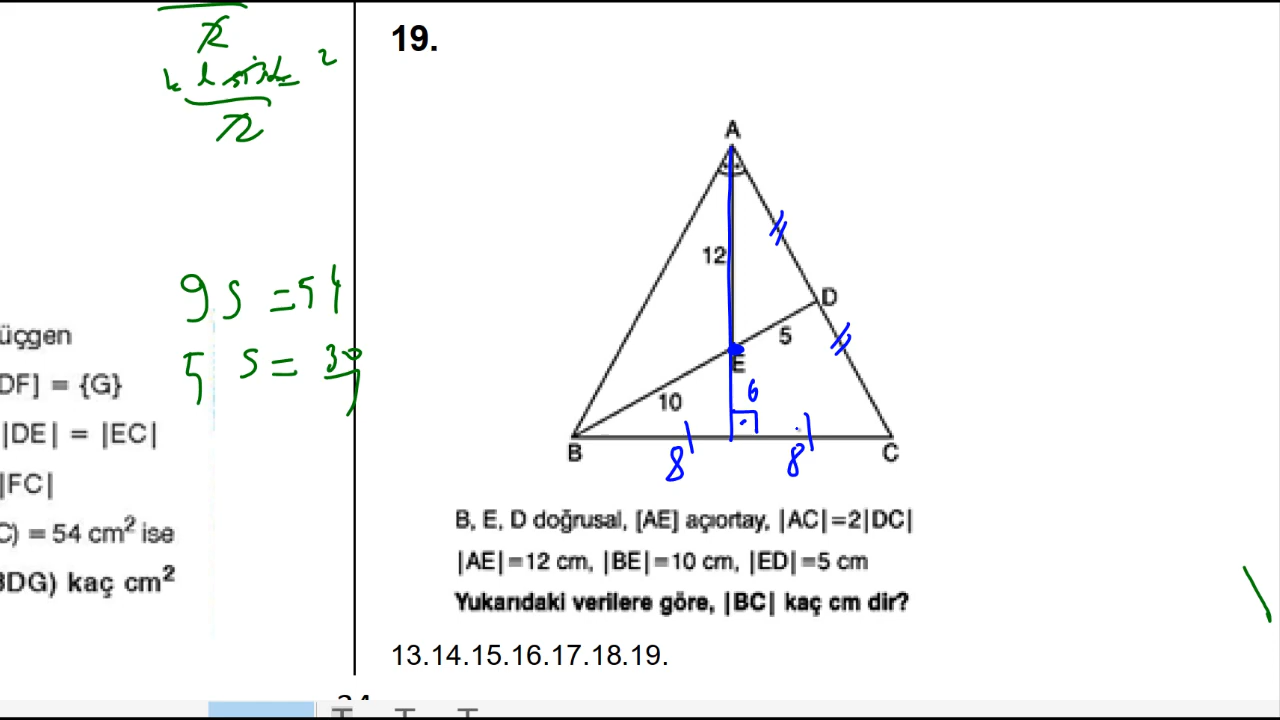 üçgen
DF] = {G}
|DE| = |EC|
|FC|
C) = 54 cm² ise
BDG) kaç cm²
9S = 54
5 S = 30
19.
A
12
D
5
E
10
6
B
C
8
8
B, E, D doğrusal, [AE] açıortay, |AC|=2|DC|
|AE|=12 cm, |BE|=10 cm, |ED|=5 cm
Yukarıdaki verilere göre, |BC| kaç cm dir?
13.14.15.16.17.18.19.